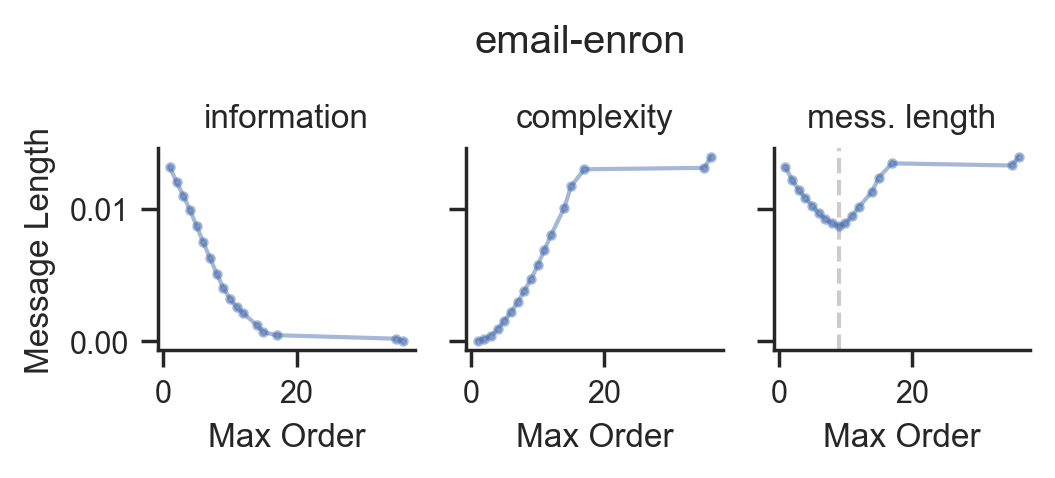 email-enron
information complexity mess. length
Message Length
0.01
0.00
0 20 0 20 0 20
Max Order Max Order Max Order